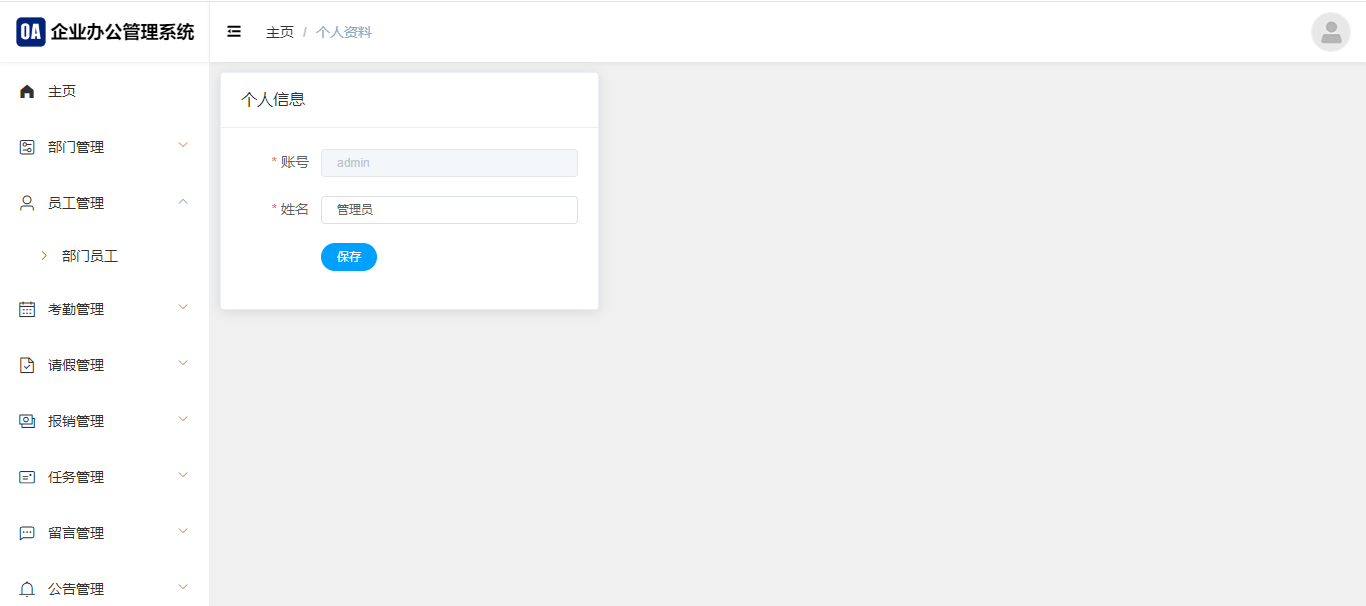 OA 企业办公管理系统
主页 / 个人资料
主页
部门管理
员工管理
部门员工
考勤管理
请假管理
报销管理
任务管理
留言管理
公告管理
个人信息
* 账号 admin
* 姓名 管理员
保存